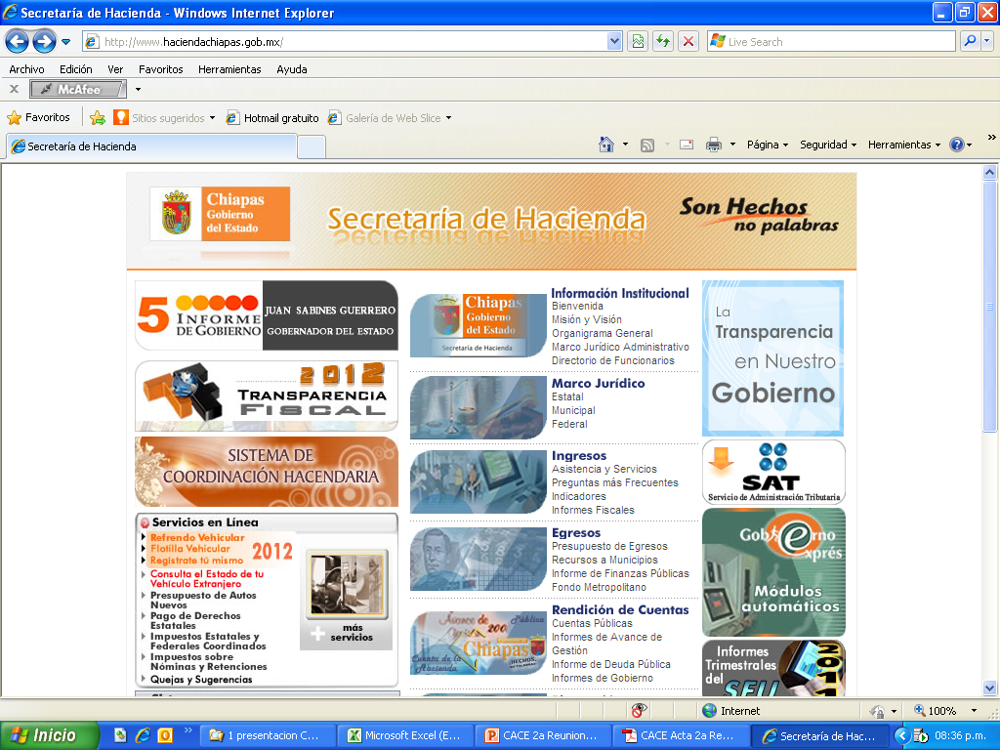 Secretaría de Hacienda - Windows Internet Explorer
http://www.haciendachiapas.gob.mx/
Live Search
Archivo Edición Ver Favoritos Herramientas Ayuda
X McAfee
Favoritos Sitios sugeridos Hotmail gratuito Galería de Web Slice
Secretaría de Hacienda
Página Seguridad Herramientas »
Chiapas
Gobierno
del Estado
Secretaría de Hacienda
Son Hechos
no palabras
5 INFORME
DE GOBIERNO
JUAN SABINES GUERRERO
GOBERNADOR DEL ESTADO
2012
TRANSPARENCIA
FISCAL
SISTEMA DE
COORDINACIÓN HACENDARIA
Servicios en Línea
Refrendo Vehicular
Flotilla Vehicular
Registrate tú mismo
2012
Consulta el Estado de tu
Vehículo Extranjero
Presupuesto de Autos
Nuevos
Pago de Derechos
Estatales
Impuestos Estatales y
Federales Coordinados
Impuestos sobre
Nóminas y Retenciones
Quejas y Sugerencias
+ más
servicios
Chiapas
Gobierno
del Estado
Secretaría de Hacienda
Información Institucional
Bienvenida
Misión y Visión
Organigrama General
Marco Jurídico Administrativo
Directorio de Funcionarios
Marco Jurídico
Estatal
Municipal
Federal
Ingresos
Asistencia y Servicios
Preguntas más Frecuentes
Indicadores
Informes Fiscales
Egresos
Presupuesto de Egresos
Recursos a Municipios
Informe de Finanzas Públicas
Fondo Metropolitano
Avance de 200 Pública
Chiapas
Cuenta de la
Hacienda
Rendición de Cuentas
Cuentas Públicas
Informes de Avance de
Gestión
Informe de Deuda Pública
Informes de Gobierno
La
Transparencia
en Nuestro
Gobierno
SAT
Servicio de Administración Tributaria
Gobierno
exprés
Módulos
automáticos
Informes
Trimestrales
del
SFU
Internet
100%
Inicio
» 1 presentacion C...
Microsoft Excel (E...
CACE 2a Reunion...
CACE Acta 2a Re...
Secretaría de Hac...
08:36 p.m.